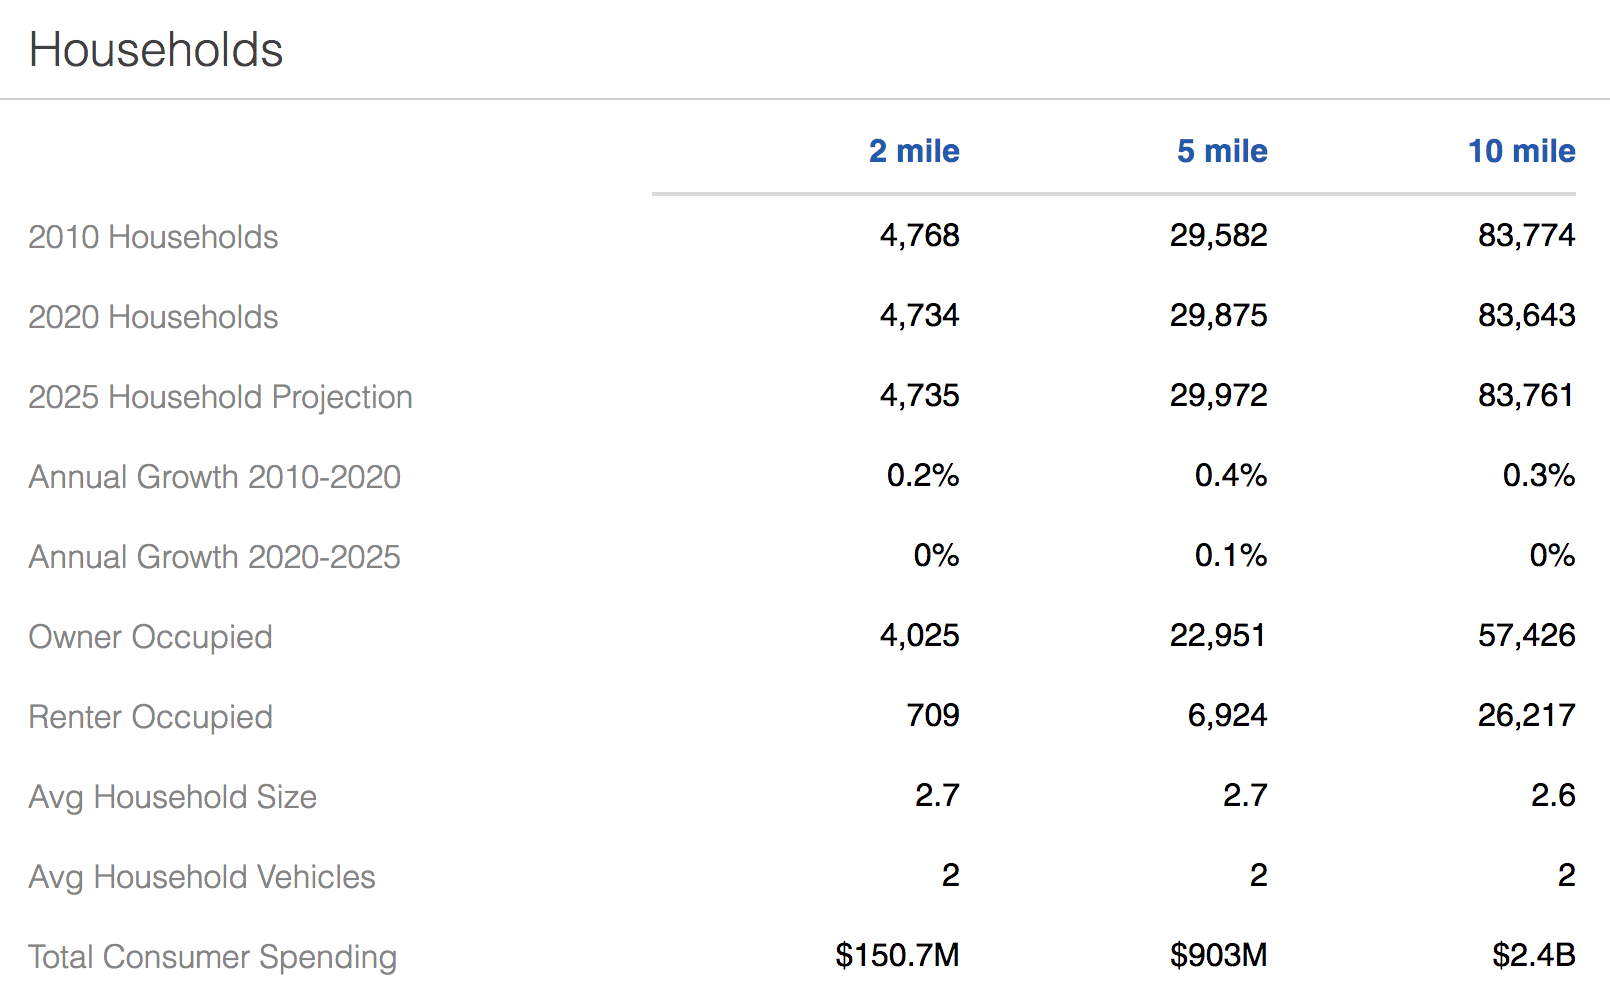 Households
2 mile 5 mile 10 mile
2010 Households 4,768 29,582 83,774
2020 Households 4,734 29,875 83,643
2025 Household Projection 4,735 29,972 83,761
Annual Growth 2010-2020 0.2% 0.4% 0.3%
Annual Growth 2020-2025 0% 0.1% 0%
Owner Occupied 4,025 22,951 57,426
Renter Occupied 709 6,924 26,217
Avg Household Size 2.7 2.7 2.6
Avg Household Vehicles 2 2 2
Total Consumer Spending $150.7M $903M $2.4B